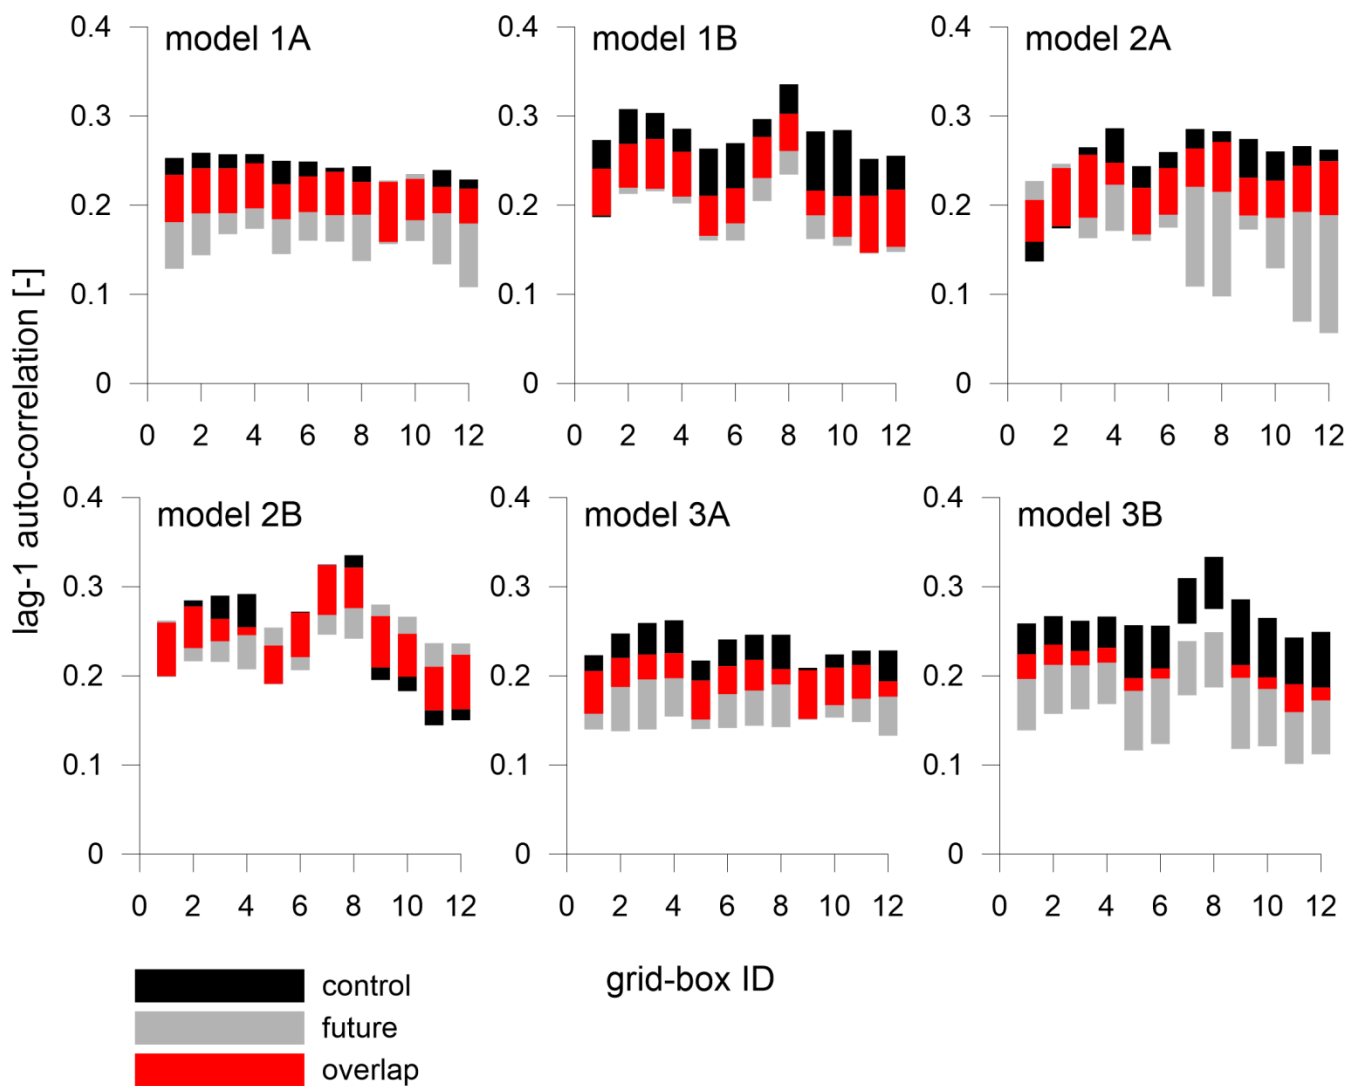 lag-1 auto-correlation [-]
model 1A
0.4
0.3
0.2
0.1
0
0 2 4 6 8 10 12
model 1B
0.4
0.3
0.2
0.1
0
0 2 4 6 8 10 12
model 2A
0.4
0.3
0.2
0.1
0
0 2 4 6 8 10 12
model 2B
0.4
0.3
0.2
0.1
0
0 2 4 6 8 10 12
model 3A
0.4
0.3
0.2
0.1
0
0 2 4 6 8 10 12
model 3B
0.4
0.3
0.2
0.1
0
0 2 4 6 8 10 12
grid-box ID
control
future
overlap